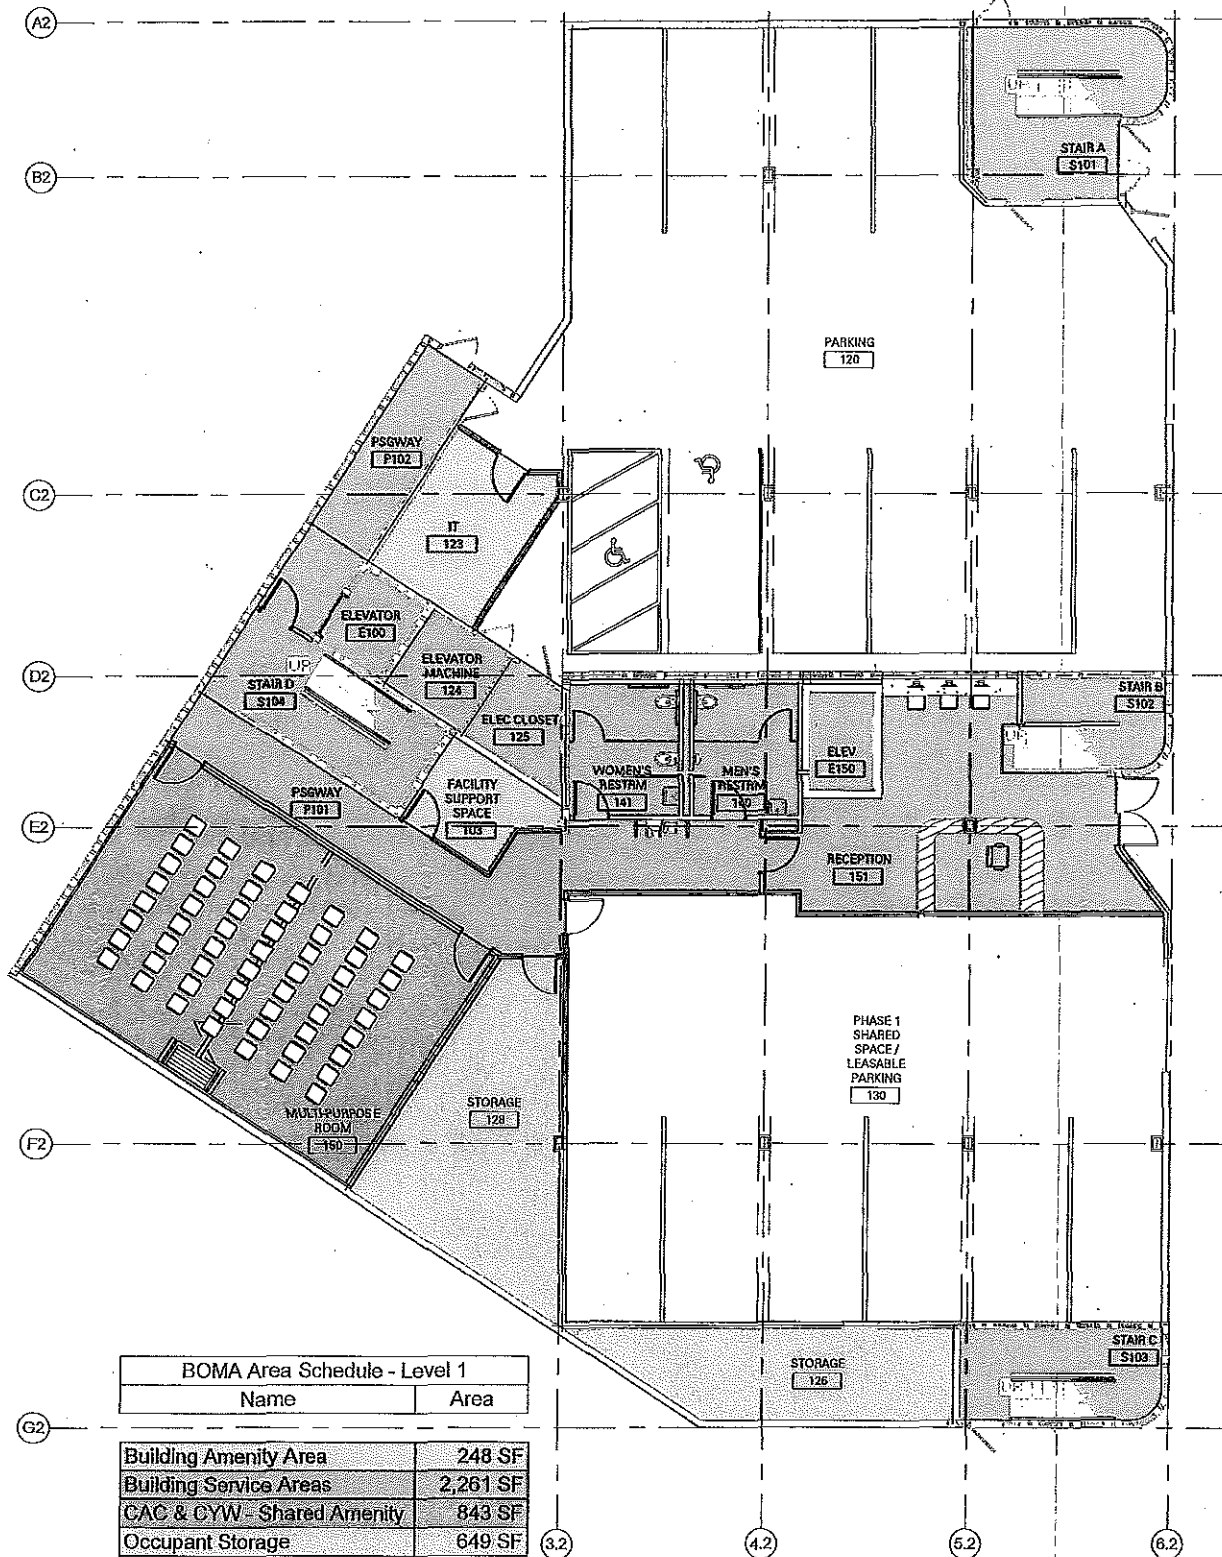 A2
UP
STAIR A
S101
B2
PARKING
120
PSGWAY
P102
C2
IT
123
ELEVATOR
E100
UP
ELEVATOR
MACHINE
124
D2
STAIR D
S104
STAIR B
S102
ELEC CLOSET
125
UP
ELEV.
E150
WOMEN'S
RESTRM
141
MEN'S
RESTRM
FACILITY
SUPPORT
SPACE
103
PSGWAY
P101
E2
RECEPTION
151
PHASE 1
SHARED
SPACE /
LEASABLE
PARKING
130
STORAGE
128
MULTI-PURPOSE
ROOM
150
F2
STAIR C
S103
STORAGE
126
UP
BOMA Area Schedule - Level 1
Name Area
G2
Building Amenity Area 248 SF
Building Service Areas 2,261 SF
CAC & CYW - Shared Amenity 843 SF
Occupant Storage 649 SF
3.2 4.2 5.2 6.2